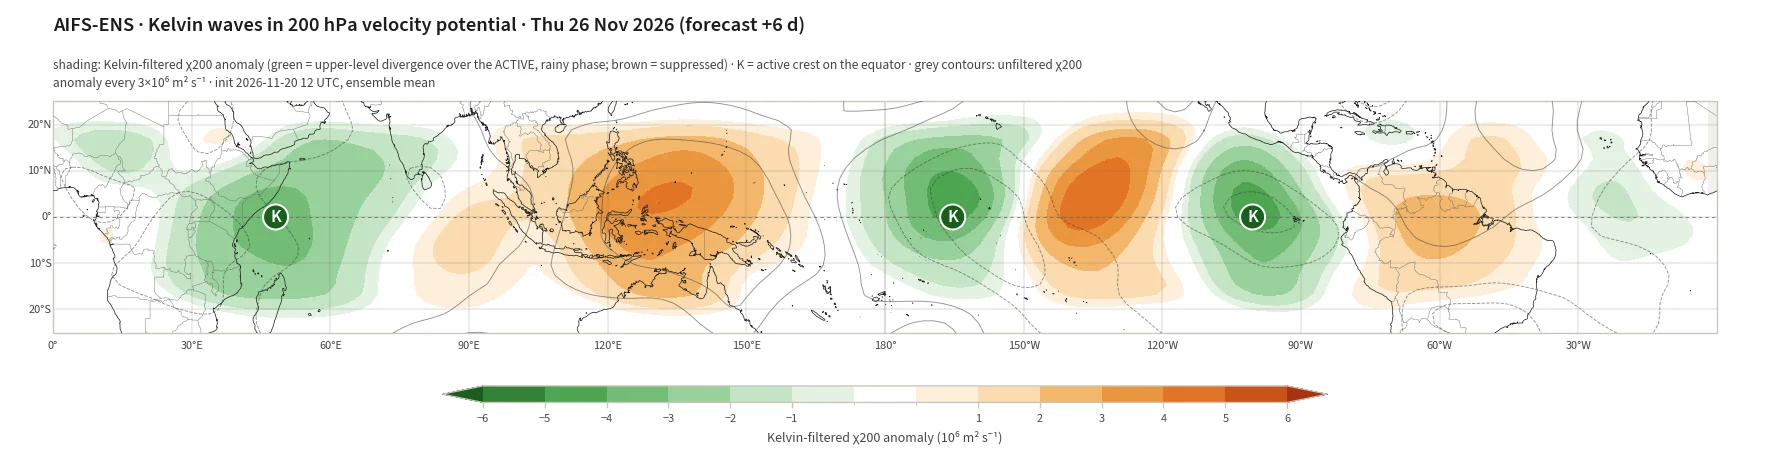 AIFS-ENS · Kelvin waves in 200 hPa velocity potential · Thu 26 Nov 2026 (forecast +6 d)
shading: Kelvin-filtered χ200 anomaly (green = upper-level divergence over the ACTIVE, rainy phase; brown = suppressed) · K = active crest on the equator · grey contours: unfiltered χ200
anomaly every 3×10⁶ m² s⁻¹ · init 2026-11-20 12 UTC, ensemble mean
20°N
10°N
0°
10°S
20°S
K K K
0° 30°E 60°E 90°E 120°E 150°E 180° 150°W 120°W 90°W 60°W 30°W
−6 −5 −4 −3 −2 −1 1 2 3 4 5 6
Kelvin-filtered χ200 anomaly (10⁶ m² s⁻¹)